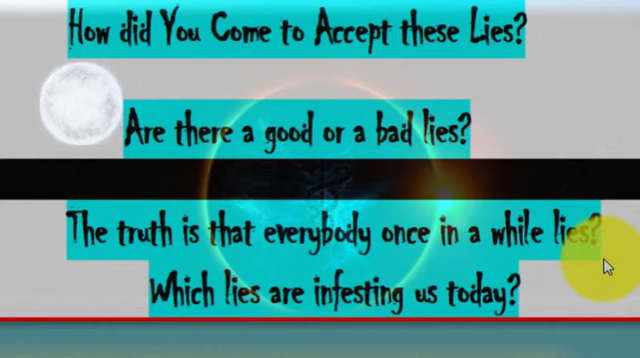 How did You Come to Accept these Lies?
Are there a good or a bad lies?
The truth is that everybody once in a while lies?
Which lies are infesting us today?